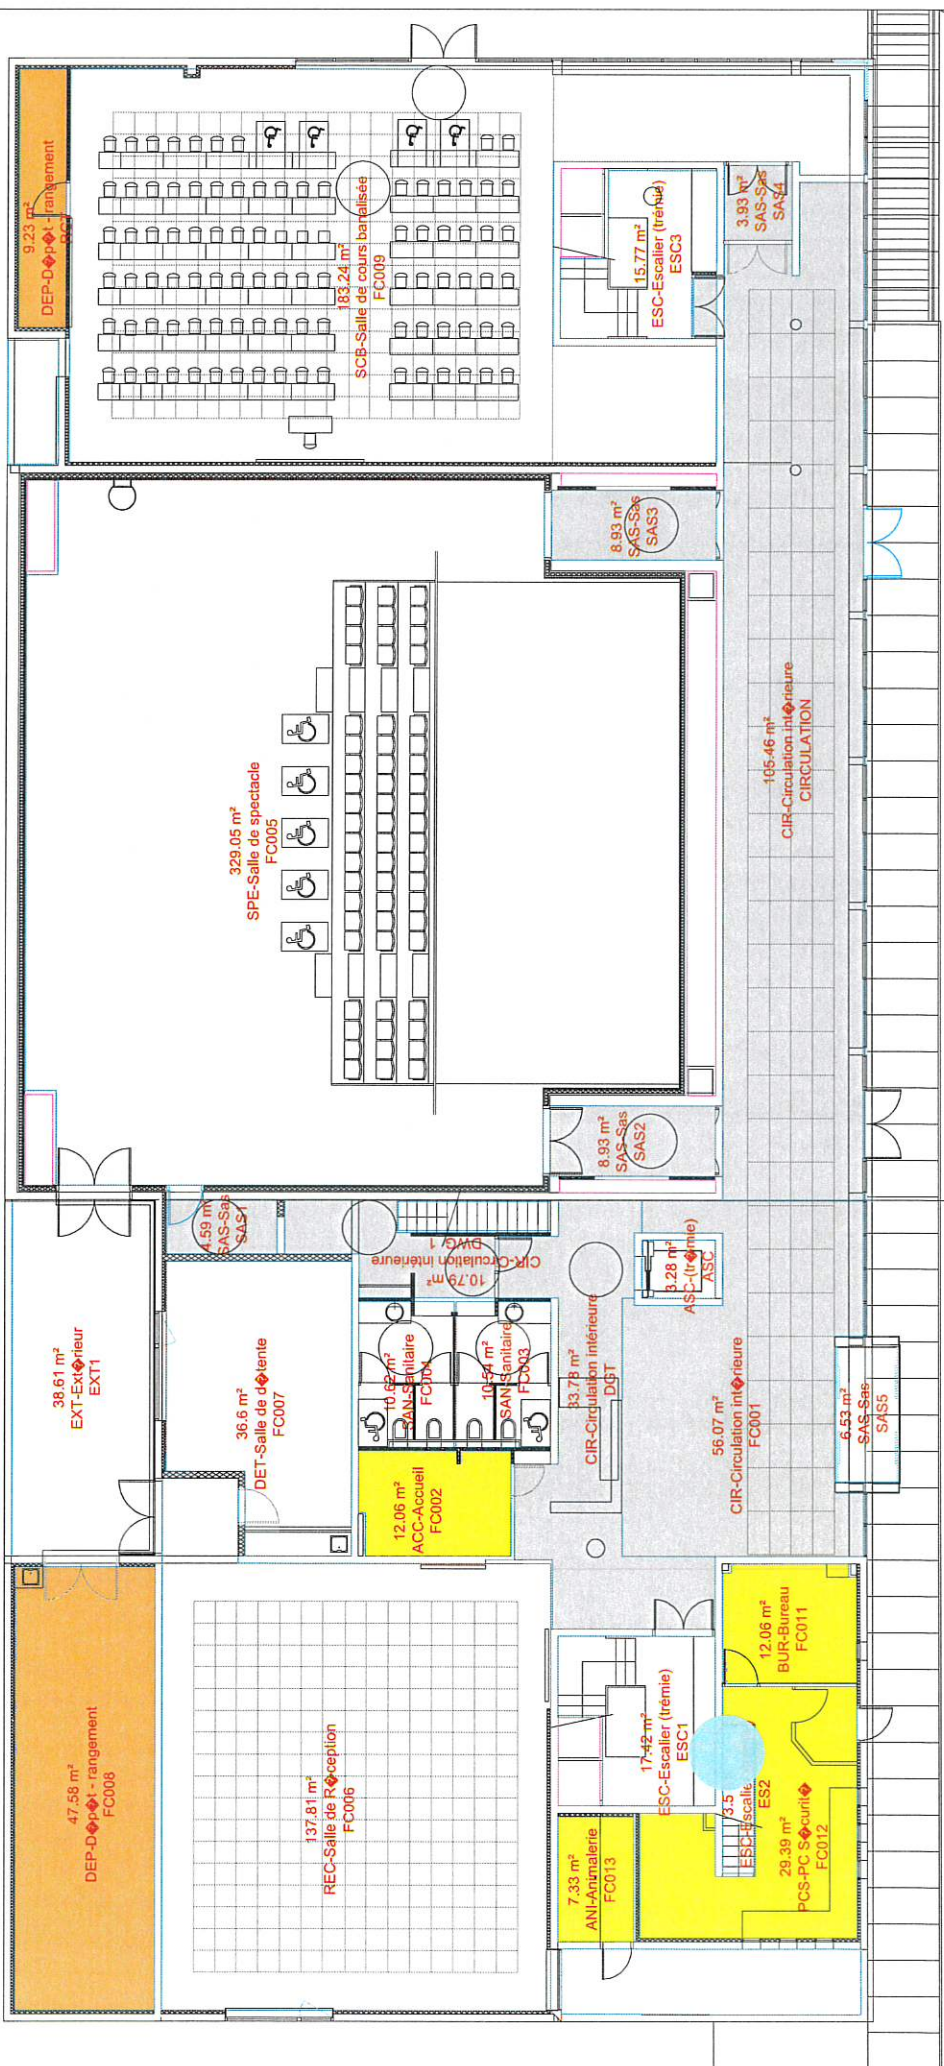 9.23 m²
DEP-D�p�t - rangement
183.24 m²
SCB-Salle de cours banalisée
FC009
15.77 m²
ESC-Escalier (trémie)
ESC3
3.93 m²
SAS-Sas
SAS4
8.93 m²
SAS-Sas
SAS3
329.05 m²
SPE-Salle de spectacle
FC005
105.46 m²
CIR-Circulation int�rieure
CIRCULATION
8.93 m²
SAS-Sas
SAS2
4.59 m²
SAS-Sas
SAS1
10.79 m²
CIR-Circulation intérieure
DWG 1
3.28 m²
ASC-(tr�mie)
ASC
38.61 m²
EXT-Ext�rieur
EXT1
36.6 m²
DET-Salle de d�tente
FC007
10.62 m²
SAN-Sanitaire
FC004
10.54 m²
SAN-Sanitaire
FC003
33.78 m²
CIR-Circulation intérieure
DGT
56.07 m²
CIR-Circulation int�rieure
FC001
6.53 m²
SAS-Sas
SAS5
12.06 m²
ACC-Accueil
FC002
47.58 m²
DEP-D�p�t - rangement
FC008
137.81 m²
REC-Salle de R�ception
FC006
17.42 m²
ESC-Escalier (trémie)
ESC1
12.06 m²
BUR-Bureau
FC011
3.5
ESC-Escalie
ES2
7.33 m²
ANI-Animalerie
FC013
29.39 m²
PCS-PC S�curit�
FC012